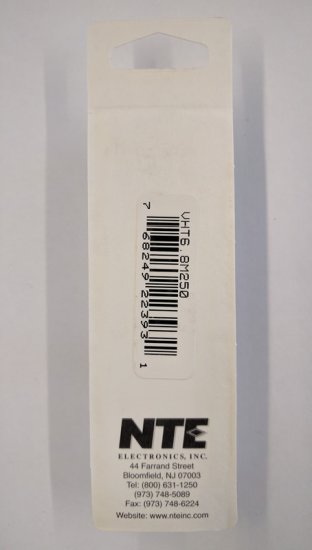 VHT6.8M250
7 68249 22393 1
NTE
ELECTRONICS, INC.
44 Farrand Street
Bloomfield, NJ 07003
Tel: (800) 631-1250
(973) 748-5089
Fax: (973) 748-6224
Website: www.nteinc.com